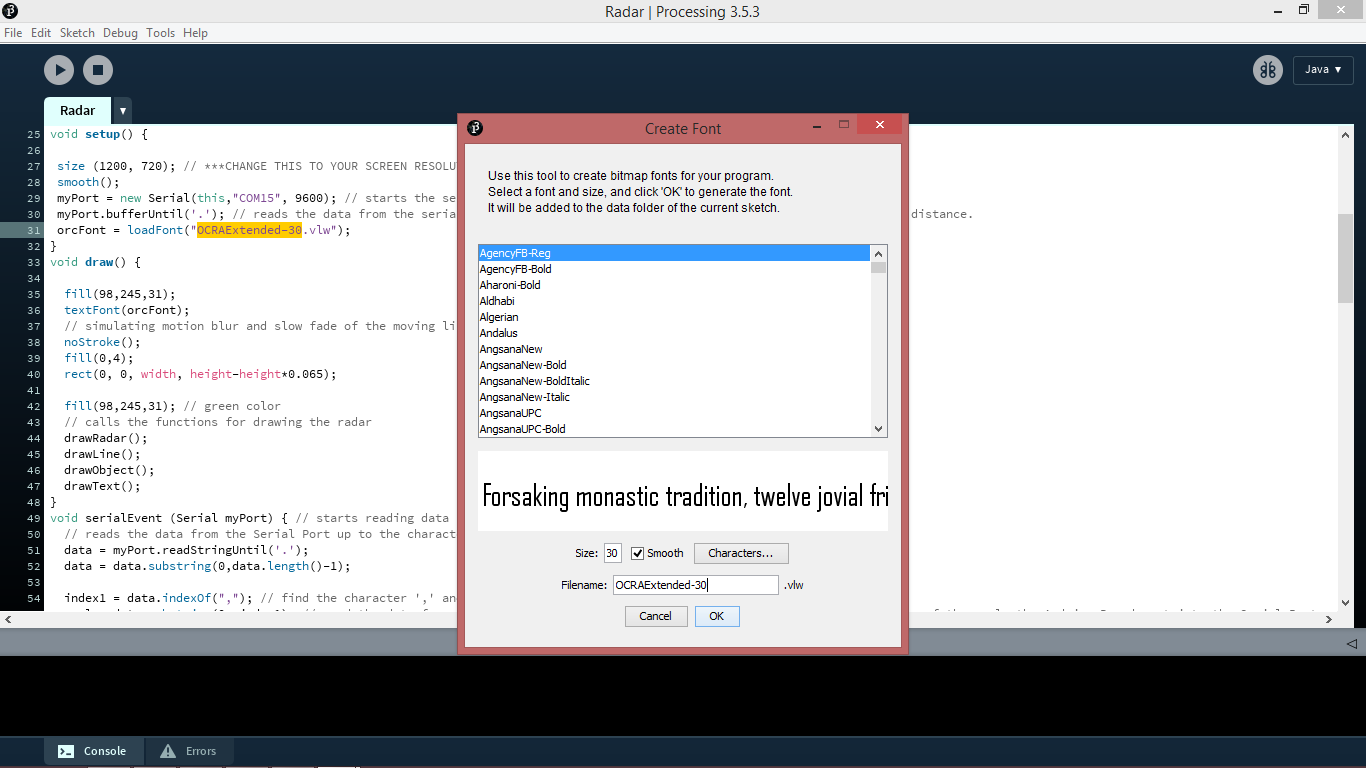 Radar | Processing 3.5.3
File Edit Sketch Debug Tools Help
Java ▼
Radar ▼
25 void setup() {
26
27 size (1200, 720); // ***CHANGE THIS TO YOUR SCREEN RESOLU
28 smooth();
29 myPort = new Serial(this,"COM15", 9600); // starts the se
30 myPort.bufferUntil('.'); // reads the data from the seria distance.
31 orcFont = loadFont("OCRAExtended-30.vlw");
32 }
33 void draw() {
34
35 fill(98,245,31);
36 textFont(orcFont);
37 // simulating motion blur and slow fade of the moving li
38 noStroke();
39 fill(0,4);
40 rect(0, 0, width, height-height*0.065);
41
42 fill(98,245,31); // green color
43 // calls the functions for drawing the radar
44 drawRadar();
45 drawLine();
46 drawObject();
47 drawText();
48 }
49 void serialEvent (Serial myPort) { // starts reading data
50 // reads the data from the Serial Port up to the charact
51 data = myPort.readStringUntil('.');
52 data = data.substring(0,data.length()-1);
53
54 index1 = data.indexOf(","); // find the character ',' an
Create Font
Use this tool to create bitmap fonts for your program.
Select a font and size, and click 'OK' to generate the font.
It will be added to the data folder of the current sketch.
AgencyFB-Reg
AgencyFB-Bold
Aharoni-Bold
Aldhabi
Algerian
Andalus
AngsanaNew
AngsanaNew-Bold
AngsanaNew-BoldItalic
AngsanaNew-Italic
AngsanaUPC
AngsanaUPC-Bold
Forsaking monastic tradition, twelve jovial fri
Size: 30 Smooth Characters...
Filename: OCRAExtended-30 .vlw
Cancel OK
Console Errors